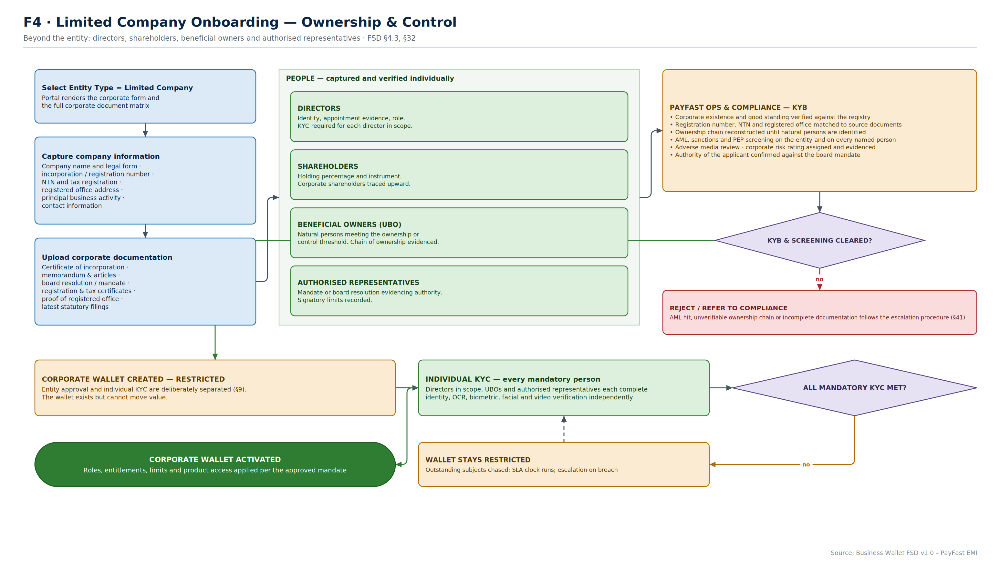 F4 · Limited Company Onboarding — Ownership & Control
Beyond the entity: directors, shareholders, beneficial owners and authorised representatives · FSD §4.3, §32
Select Entity Type = Limited Company
Portal renders the corporate form and
the full corporate document matrix
Capture company information
Company name and legal form ·
incorporation / registration number ·
NTN and tax registration ·
registered office address ·
principal business activity ·
contact information
Upload corporate documentation
Certificate of incorporation ·
memorandum & articles ·
board resolution / mandate ·
registration & tax certificates ·
proof of registered office ·
latest statutory filings
PEOPLE — captured and verified individually
DIRECTORS
Identity, appointment evidence, role.
KYC required for each director in scope.
SHAREHOLDERS
Holding percentage and instrument.
Corporate shareholders traced upward.
BENEFICIAL OWNERS (UBO)
Natural persons meeting the ownership or
control threshold. Chain of ownership evidenced.
AUTHORISED REPRESENTATIVES
Mandate or board resolution evidencing authority.
Signatory limits recorded.
PAYFAST OPS & COMPLIANCE — KYB
• Corporate existence and good standing verified against the registry
• Registration number, NTN and registered office matched to source documents
• Ownership chain reconstructed until natural persons are identified
• AML, sanctions and PEP screening on the entity and on every named person
• Adverse media review · corporate risk rating assigned and evidenced
• Authority of the applicant confirmed against the board mandate
KYB & SCREENING CLEARED?
no
REJECT / REFER TO COMPLIANCE
AML hit, unverifiable ownership chain or incomplete documentation follows the escalation procedure (§41)
CORPORATE WALLET CREATED — RESTRICTED
Entity approval and individual KYC are deliberately separated (§9).
The wallet exists but cannot move value.
INDIVIDUAL KYC — every mandatory person
Directors in scope, UBOs and authorised representatives each complete
identity, OCR, biometric, facial and video verification independently
ALL MANDATORY KYC MET?
CORPORATE WALLET ACTIVATED
Roles, entitlements, limits and product access applied per the approved mandate
WALLET STAYS RESTRICTED
Outstanding subjects chased; SLA clock runs; escalation on breach
no
Source: Business Wallet FSD v1.0 – PayFast EMI